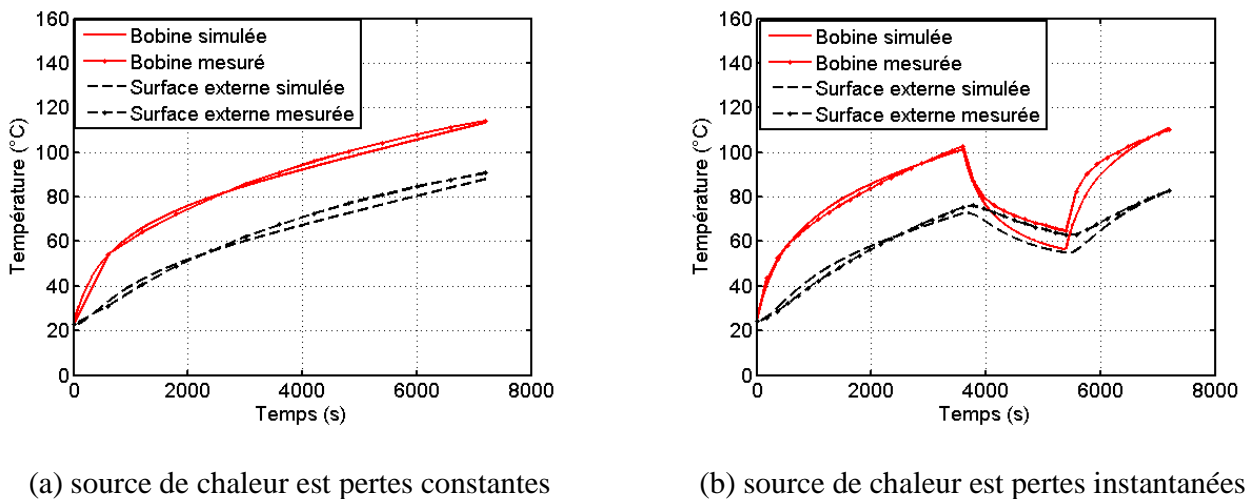 160
140
120
100
80
60
40
20
0
Température (°C)
Bobine simulée
Bobine mesuré
Surface externe simulée
Surface externe mesurée
0 2000 4000 6000 8000
Temps (s)
(a) source de chaleur est pertes constantes
160
140
120
100
80
60
40
20
0
Température (°C)
Bobine simulée
Bobine mesurée
Surface externe simulée
Surface externe mesurée
0 2000 4000 6000 8000
Temps (s)
(b) source de chaleur est pertes instantanées